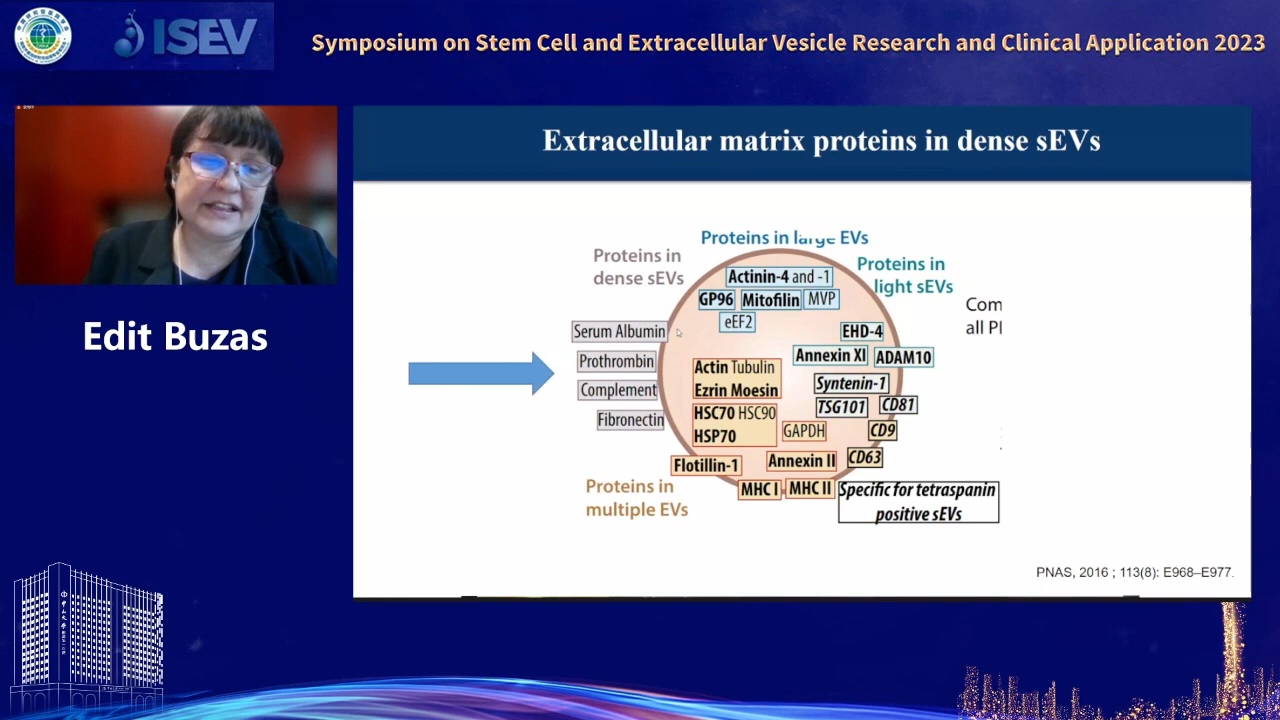 ISEV
Symposium on Stem Cell and Extracellular Vesicle Research and Clinical Application 2023
Edit Buzas
Extracellular matrix proteins in dense sEVs
Proteins in large EVs
Proteins in
dense sEVs
Proteins in
light sEVs
Com
all Pl
Actinin-4 and -1
GP96 Mitofilin MVP
eEF2
Serum Albumin
Prothrombin
Complement
Fibronectin
EHD-4
Annexin XI ADAM10
Actin Tubulin
Ezrin Moesin
Syntenin-1
TSG101 CD81
HSC70 HSC90
HSP70
GAPDH
CD9
CD63
Flotillin-1
Annexin II
MHC I MHC II
Proteins in
multiple EVs
Specific for tetraspanin
positive sEVs
PNAS, 2016 ; 113(8): E968–E977.